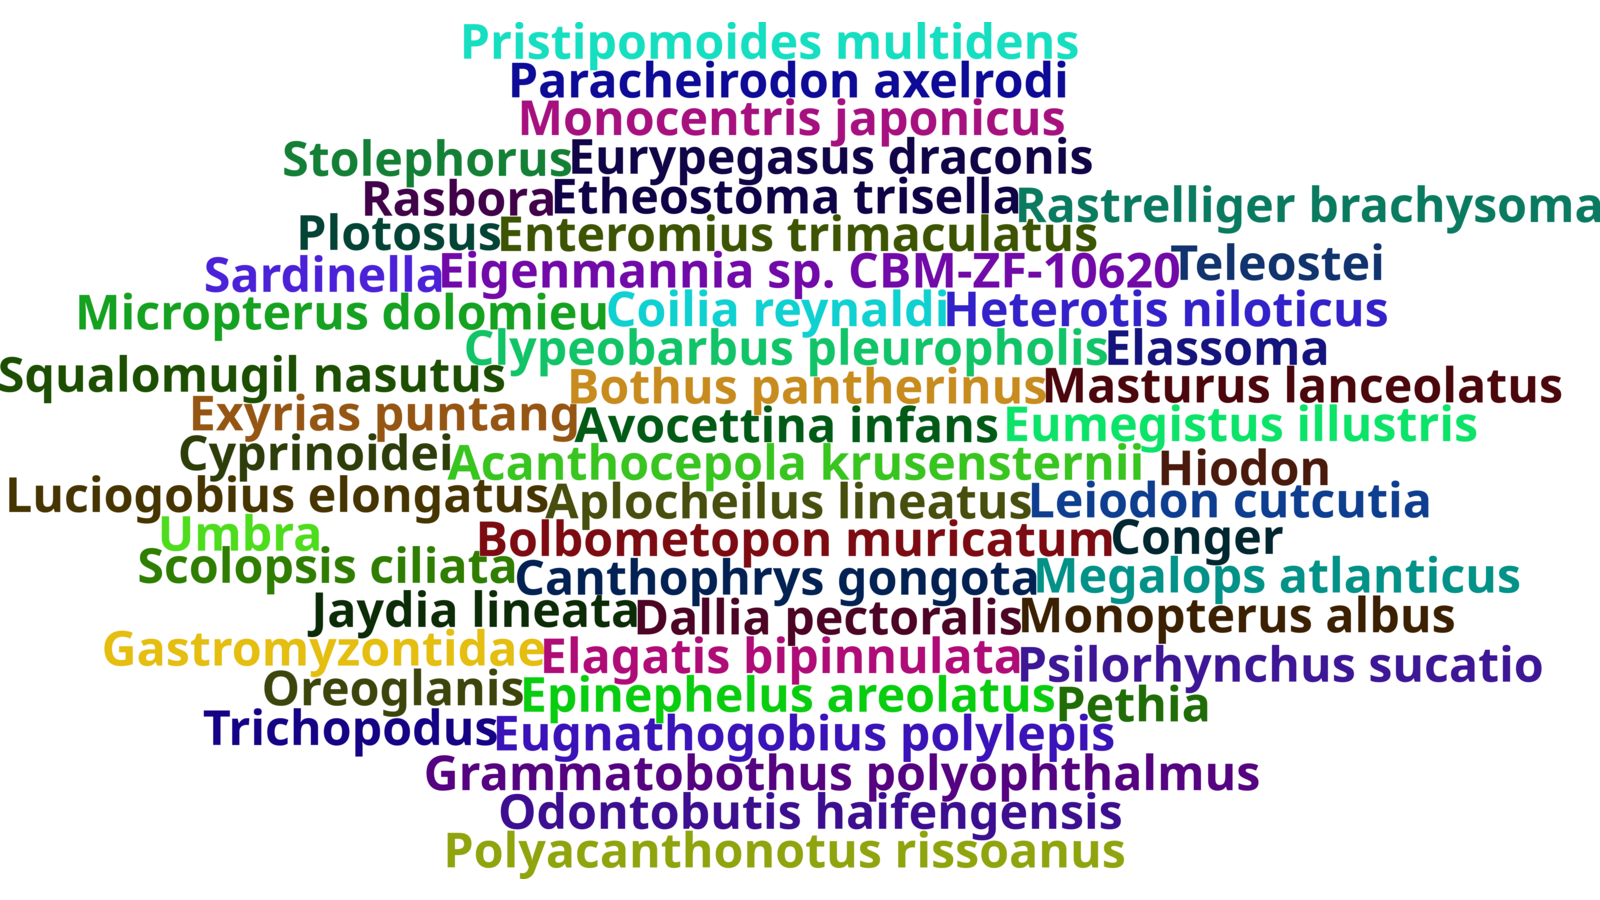 Pristipomoides multidens
Paracheirodon axelrodi
Monocentris japonicus
Stolephorus Eurypegasus draconis
Rasbora Etheostoma trisella Rastrelliger brachysoma
Plotosus Enteromius trimaculatus
Sardinella Eigenmannia sp. CBM-ZF-10620 Teleostei
Micropterus dolomieu Coilia reynaldi Heterotis niloticus
Clypeobarbus pleuropholis Elassoma
Squalomugil nasutus Bothus pantherinus Masturus lanceolatus
Exyrias puntang Avocettina infans Eumegistus illustris
Cyprinoidei Acanthocepola krusensternii Hiodon
Luciogobius elongatus Aplocheilus lineatus Leiodon cutcutia
Umbra Bolbometopon muricatum Conger
Scolopsis ciliata Canthophrys gongota Megalops atlanticus
Jaydia lineata Dallia pectoralis Monopterus albus
Gastromyzontidae Elagatis bipinnulata Psilorhynchus sucatio
Oreoglanis Epinephelus areolatus Pethia
Trichopodus Eugnathogobius polylepis
Grammatobothus polyophthalmus
Odontobutis haifengensis
Polyacanthonotus rissoanus